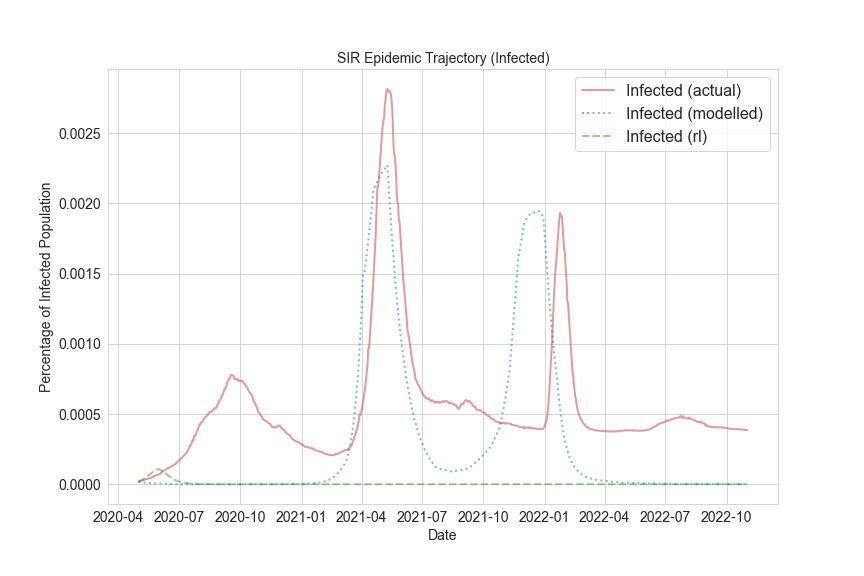 SIR Epidemic Trajectory (Infected)
Infected (actual)
Infected (modelled)
Infected (rl)
Percentage of Infected Population
0.0025
0.0020
0.0015
0.0010
0.0005
0.0000
2020-04 2020-07 2020-10 2021-01 2021-04 2021-07 2021-10 2022-01 2022-04 2022-07 2022-10
Date